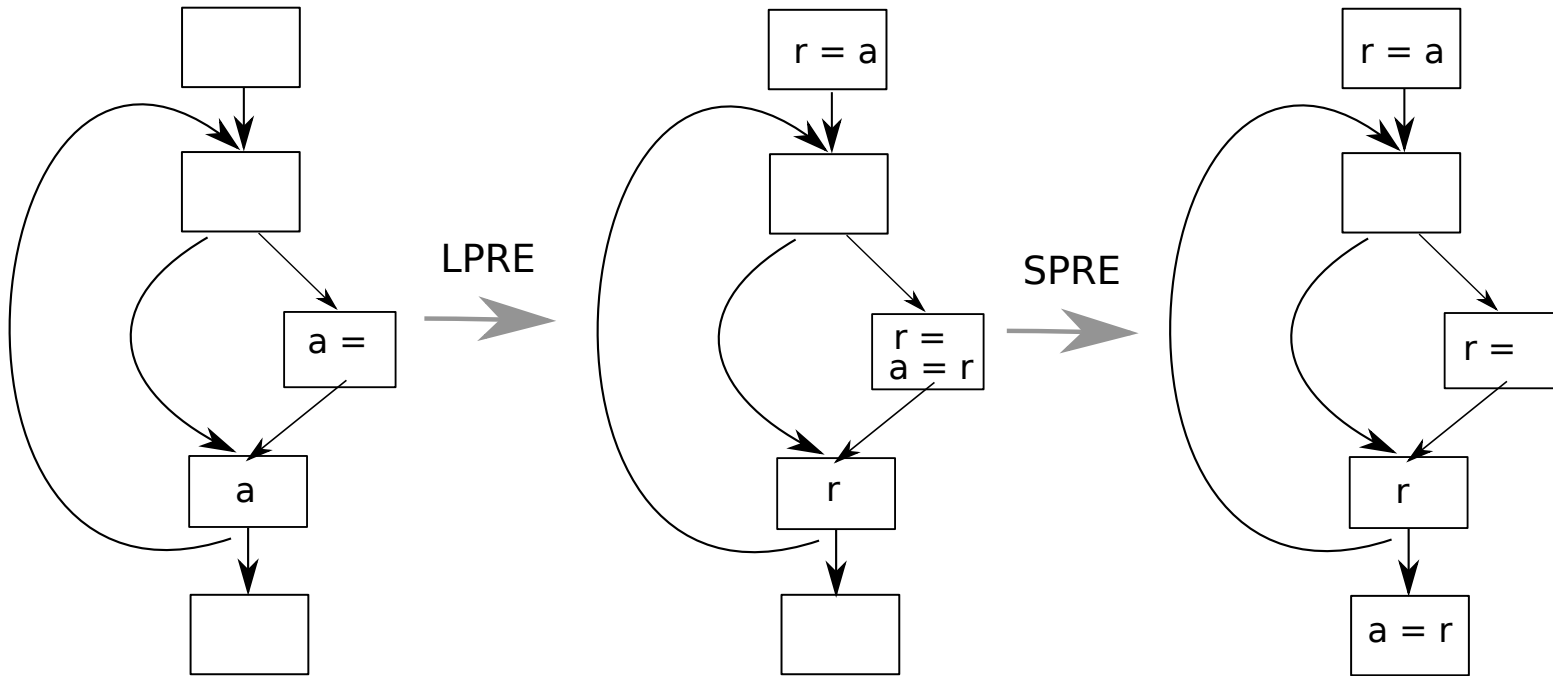 a =
a
LPRE
r = a
r =
a = r
r
SPRE
r = a
r =
r
a = r